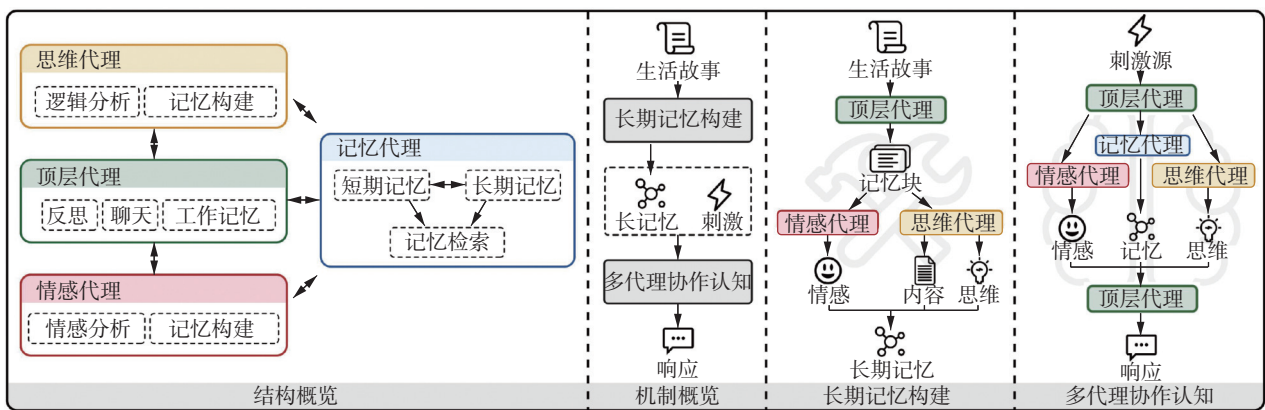 思维代理
逻辑分析
记忆构建
顶层代理
反思
聊天
工作记忆
情感代理
情感分析
记忆构建
记忆代理
短期记忆
长期记忆
记忆检索
结构概览
生活故事
长期记忆构建
长记忆
刺激
多代理协作认知
响应
机制概览
生活故事
顶层代理
记忆块
情感代理
思维代理
情感
内容
思维
长期记忆
长期记忆构建
刺激源
顶层代理
记忆代理
情感代理
思维代理
情感
记忆
思维
顶层代理
响应
多代理协作认知